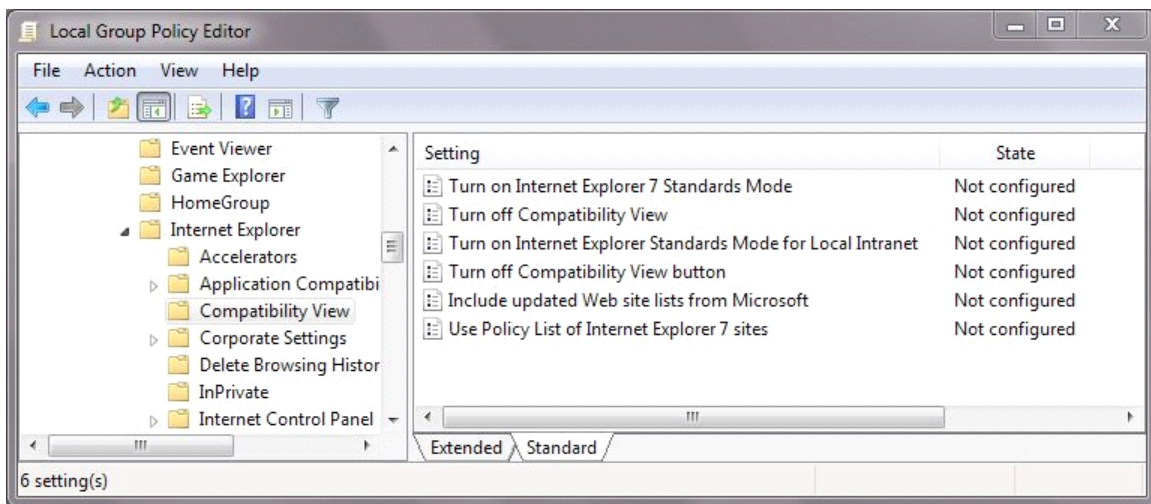 Local Group Policy Editor
File Action View Help
Event Viewer
Game Explorer
HomeGroup
Internet Explorer
Accelerators
Application Compatibi
Compatibility View
Corporate Settings
Delete Browsing Histor
InPrivate
Internet Control Panel
Setting State
Turn on Internet Explorer 7 Standards Mode Not configured
Turn off Compatibility View Not configured
Turn on Internet Explorer Standards Mode for Local Intranet Not configured
Turn off Compatibility View button Not configured
Include updated Web site lists from Microsoft Not configured
Use Policy List of Internet Explorer 7 sites Not configured
Extended Standard
6 setting(s)